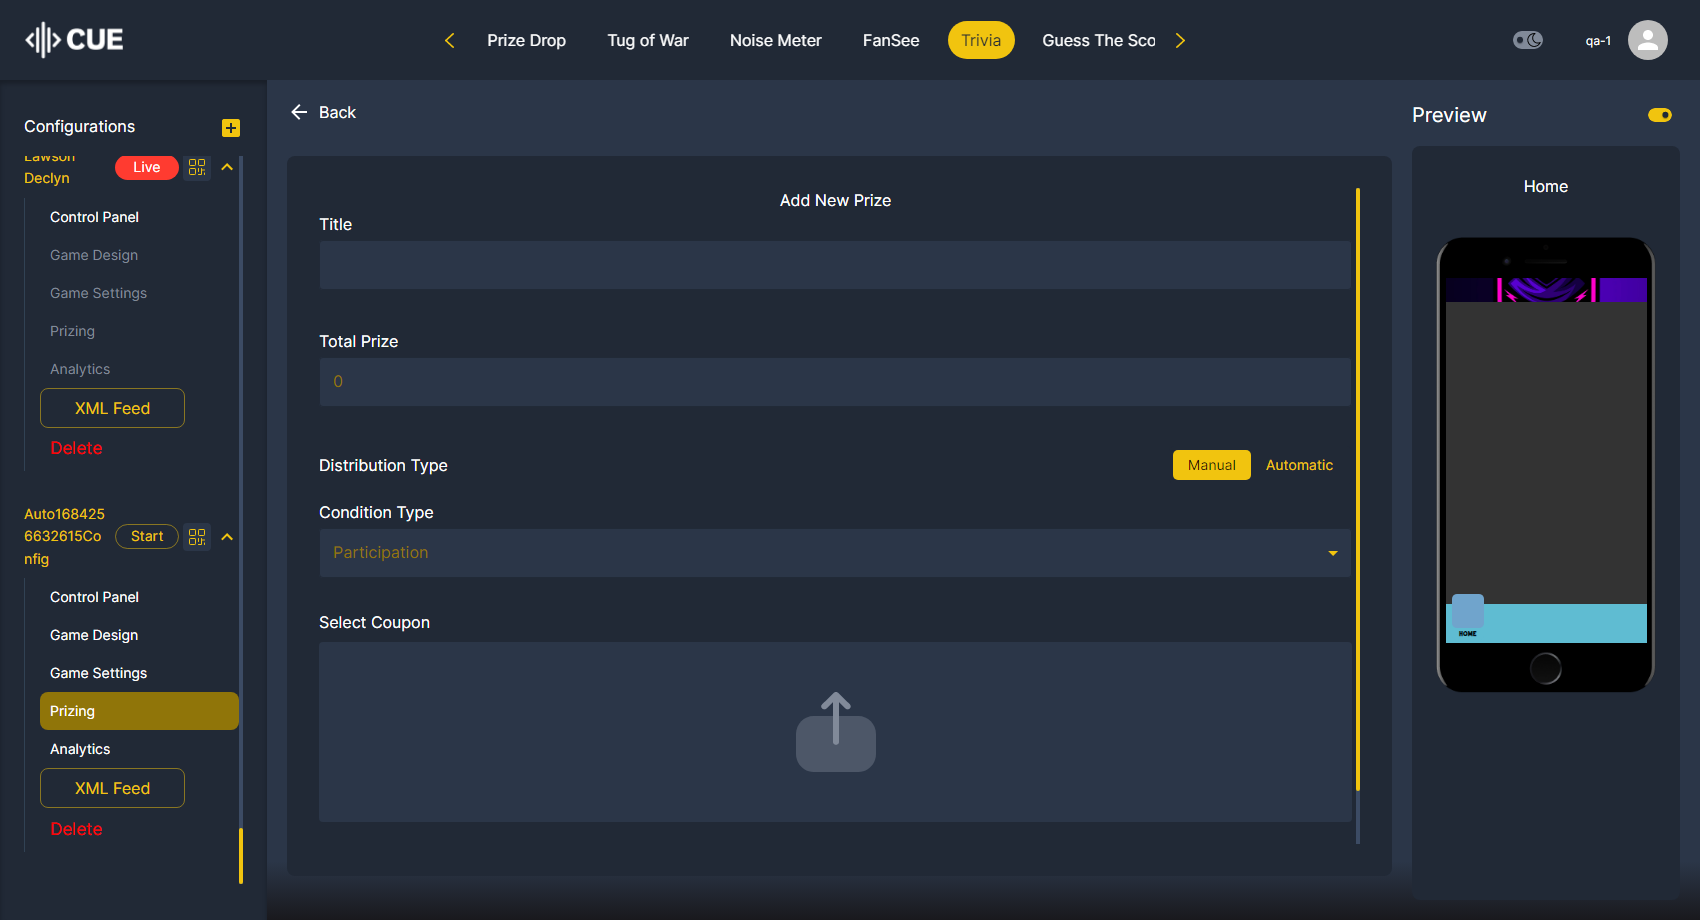 CUE
Prize Drop
Tug of War
Noise Meter
FanSee
Trivia
Guess The Sco
qa-1
Configurations
Lawson
Declyn
Live
Control Panel
Game Design
Game Settings
Prizing
Analytics
XML Feed
Delete
Auto168425
6632615Co
nfig
Start
Control Panel
Game Design
Game Settings
Prizing
Analytics
XML Feed
Delete
Back
Add New Prize
Title
Total Prize
0
Distribution Type
Manual
Automatic
Condition Type
Participation
Select Coupon
Preview
Home
HOME